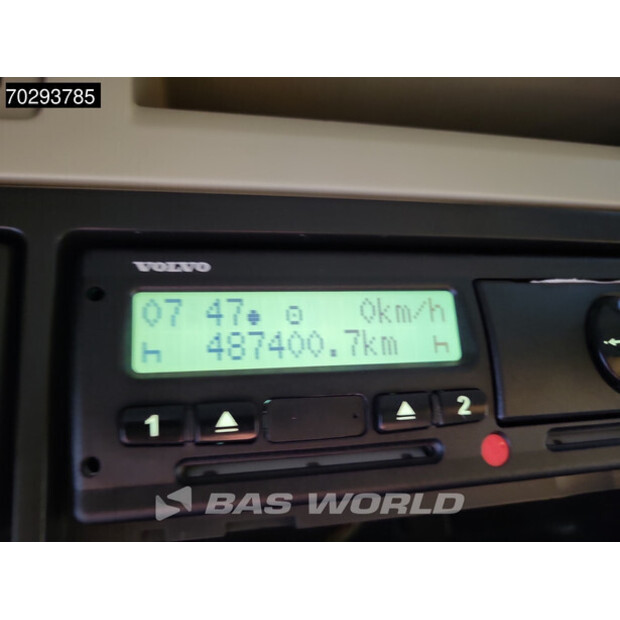 70293785
VOLVO
07 47 0km/h
487400.7km
1 2
BAS WORLD